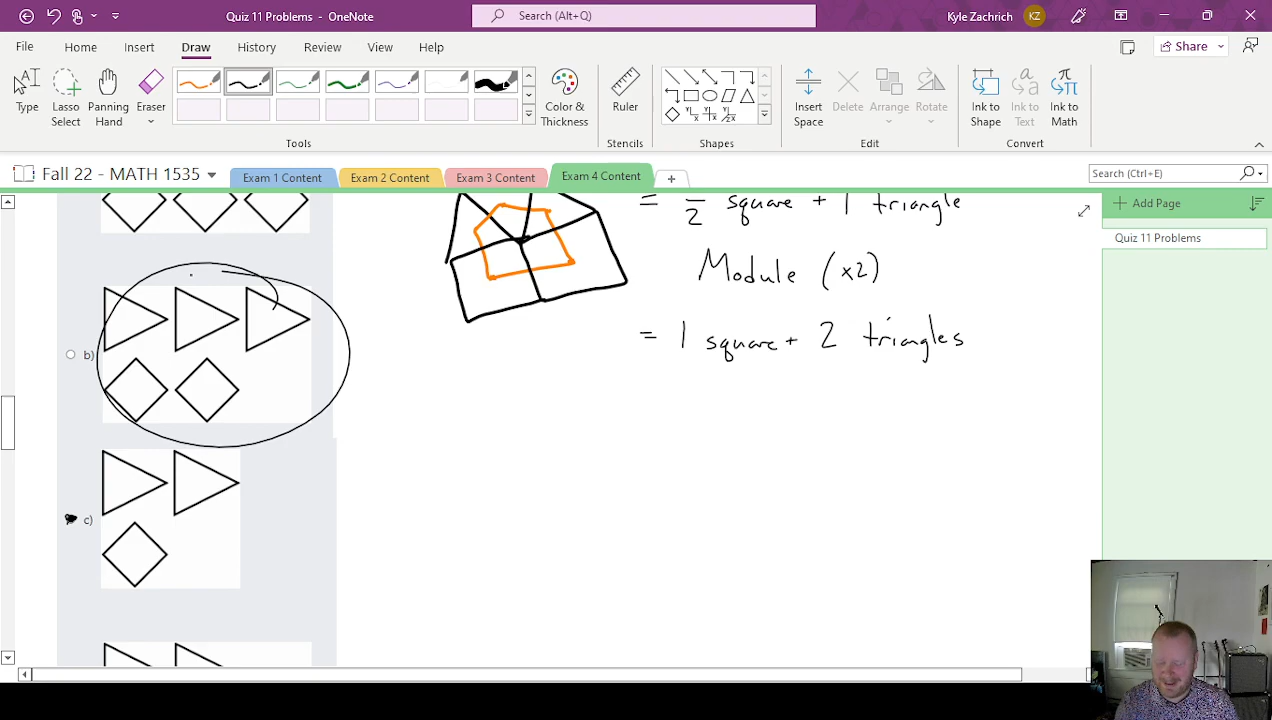 Quiz 11 Problems - OneNote
Search (Alt+Q)
Kyle Zachrich
KZ
File
Home
Insert
Draw
History
Review
View
Help
Share
Type
Lasso Select
Panning Hand
Eraser
Color & Thickness
Ruler
Insert Space
Delete
Arrange
Rotate
Ink to Shape
Ink to Text
Ink to Math
Tools
Stencils
Shapes
Edit
Convert
Fall 22 - MATH 1535
Exam 1 Content
Exam 2 Content
Exam 3 Content
Exam 4 Content
Search (Ctrl+E)
Add Page
Quiz 11 Problems
= /2 square + 1 triangle
Module (x2)
= 1 square + 2 triangles
b)
c)